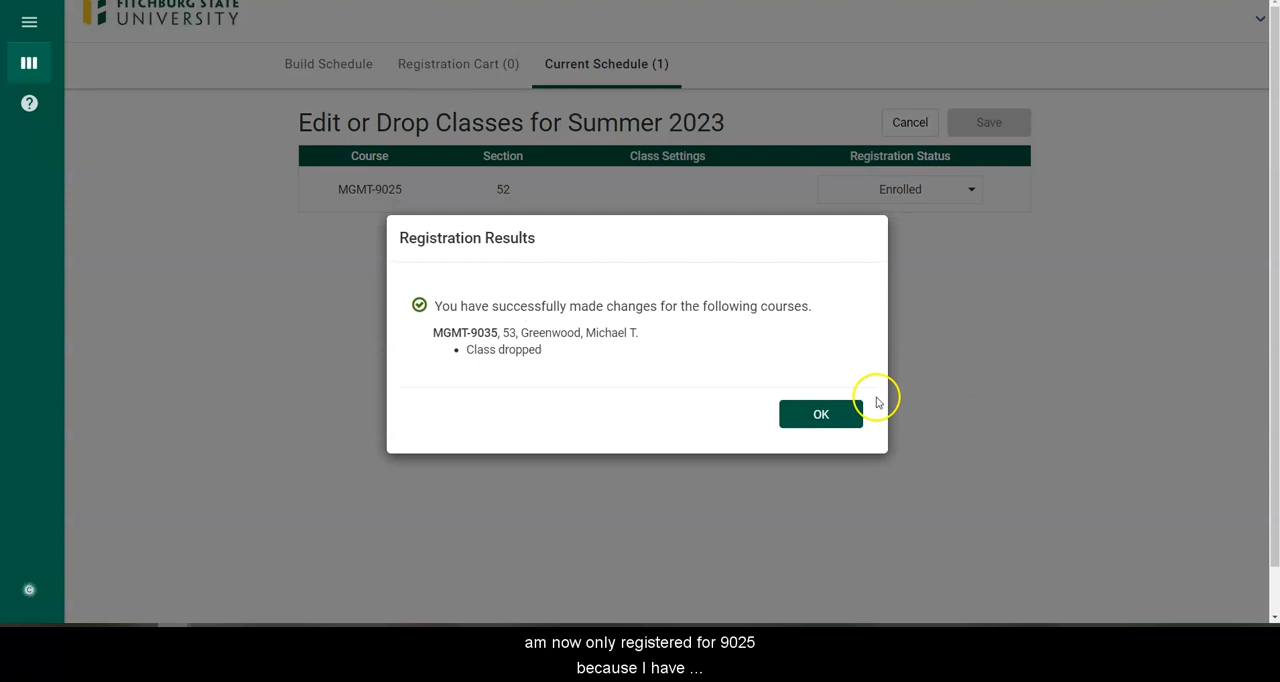 FITCHBURG STATE
UNIVERSITY
Build Schedule Registration Cart (0) Current Schedule (1)
Edit or Drop Classes for Summer 2023 Cancel Save
Course Section Class Settings Registration Status
MGMT-9025 52 Enrolled
Registration Results
You have successfully made changes for the following courses.
MGMT-9035, 53, Greenwood, Michael T.
• Class dropped
OK
am now only registered for 9025
because I have ...